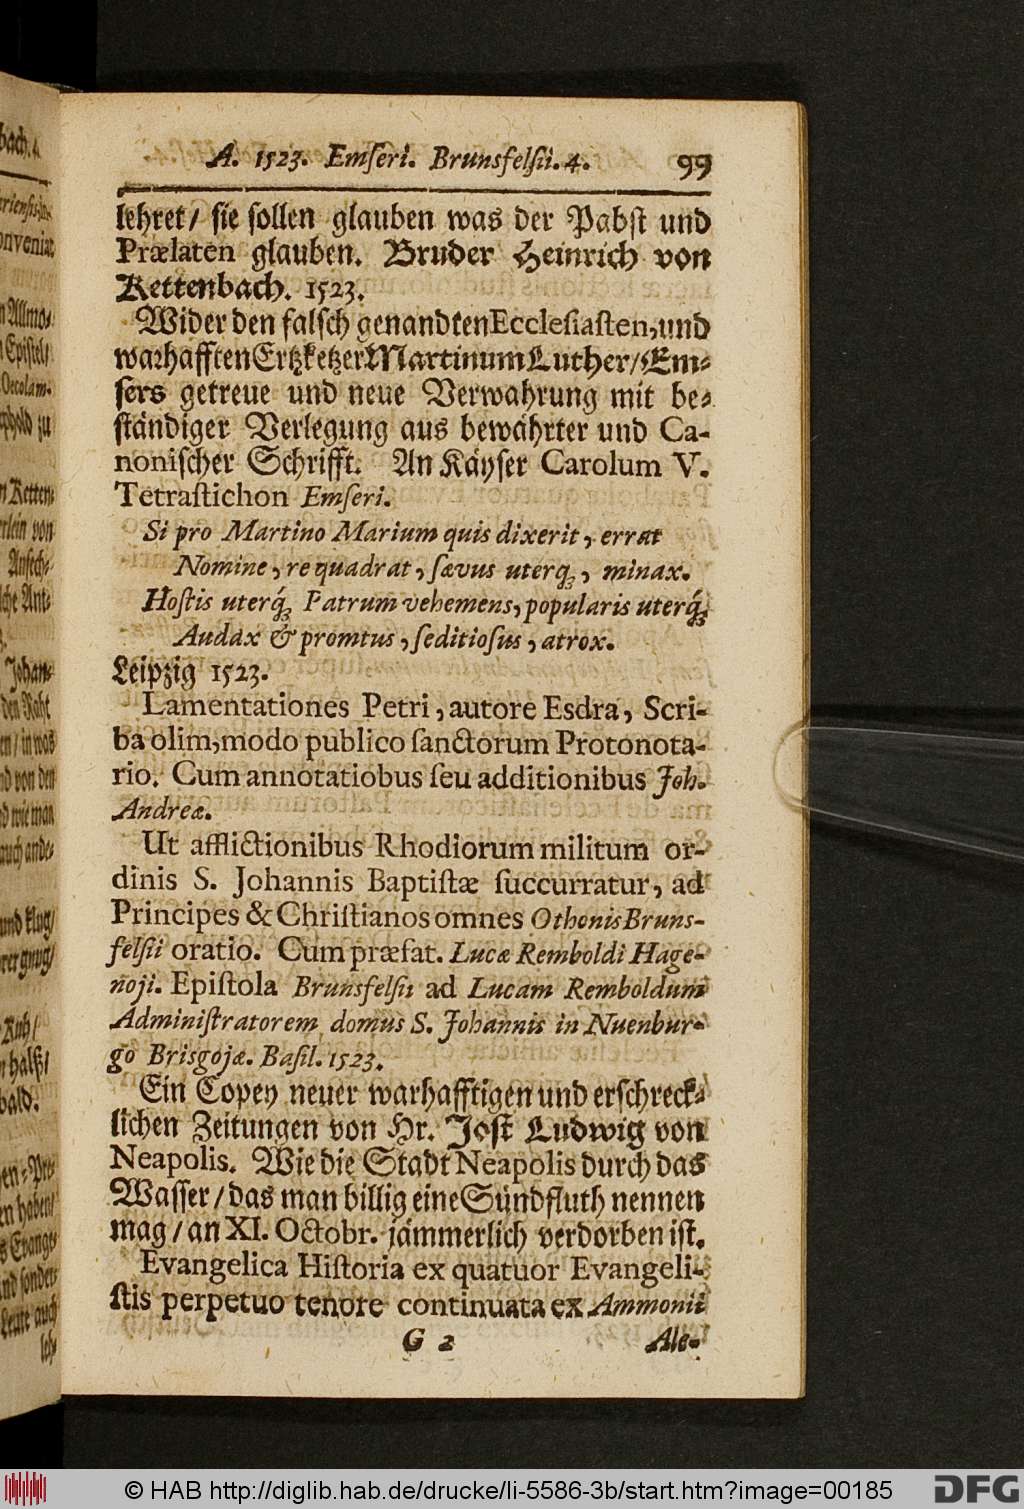 A. 1523. Emſeri. Brunsfelſii. 4. 99
lehret/ ſie ſollen glauben was der Pabſt und
Prælaten glauben. Bruder Heinrich von
Kettenbach. 1523.
Wider den falſch genandten Eccleſiaſten, und
warhafften Ertzketzer Martinum Luther/ Em⸗
ſers getreue und neue Verwahrung mit be⸗
ſtändiger Verlegung aus bewährter und Ca-
noniſcher Schrifft. An Käyſer Carolum V.
Tetraſtichon Emſeri.
Si pro Martino Marium quis dixerit, errat
Nomine, re quadrat, ſævus uterq;, minax.
Hoſtis uterq́; Patrum vehemens, popularis uterq́;
Audax & promtus, ſeditioſus, atrox.
Leipzig 1523.
Lamentationes Petri, autore Esdra, Scri-
ba olim, modo publico ſanctorum Protonota-
rio. Cum annotatiobus ſeu additionibus Joh.
Andreæ.
Ut afflictionibus Rhodiorum militum or-
dinis S. Johannis Baptiſtæ ſuccurratur, ad
Principes & Chriſtianos omnes Othonis Bruns-
felſii oratio. Cum præfat. Lucæ Remboldi Hage-
noji. Epiſtola Brunsfelſii ad Lucam Remboldum
Adminiſtratorem domus S. Johannis in Nuenbur-
go Brisgojæ. Baſil. 1523.
Ein Copey neuer warhafftigen und erſchreck⸗
lichen Zeitungen von Hr. Joſt Ludwig von
Neapolis. Wie die Stadt Neapolis durch das
Waſſer/ das man billig eine Sündfluth nennen
mag/ an XI. Octobr. jämmerlich verdorben iſt.
Evangelica Hiſtoria ex quatuor Evangeli-
ſtis perpetuo tenore continuata ex Ammonii
G 2 Ale-
© HAB http://diglib.hab.de/drucke/li-5586-3b/start.htm?image=00185
DFG